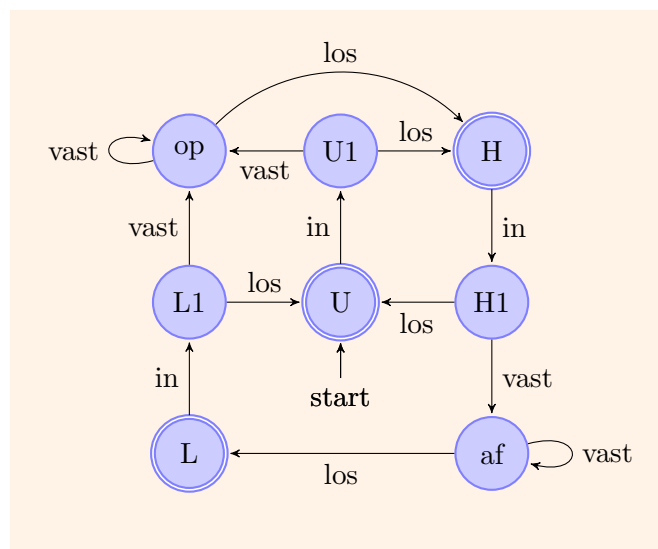 los
vast
op
U1
los
H
vast
vast
in
in
L1
los
U
H1
los
in
start
vast
L
af
vast
los